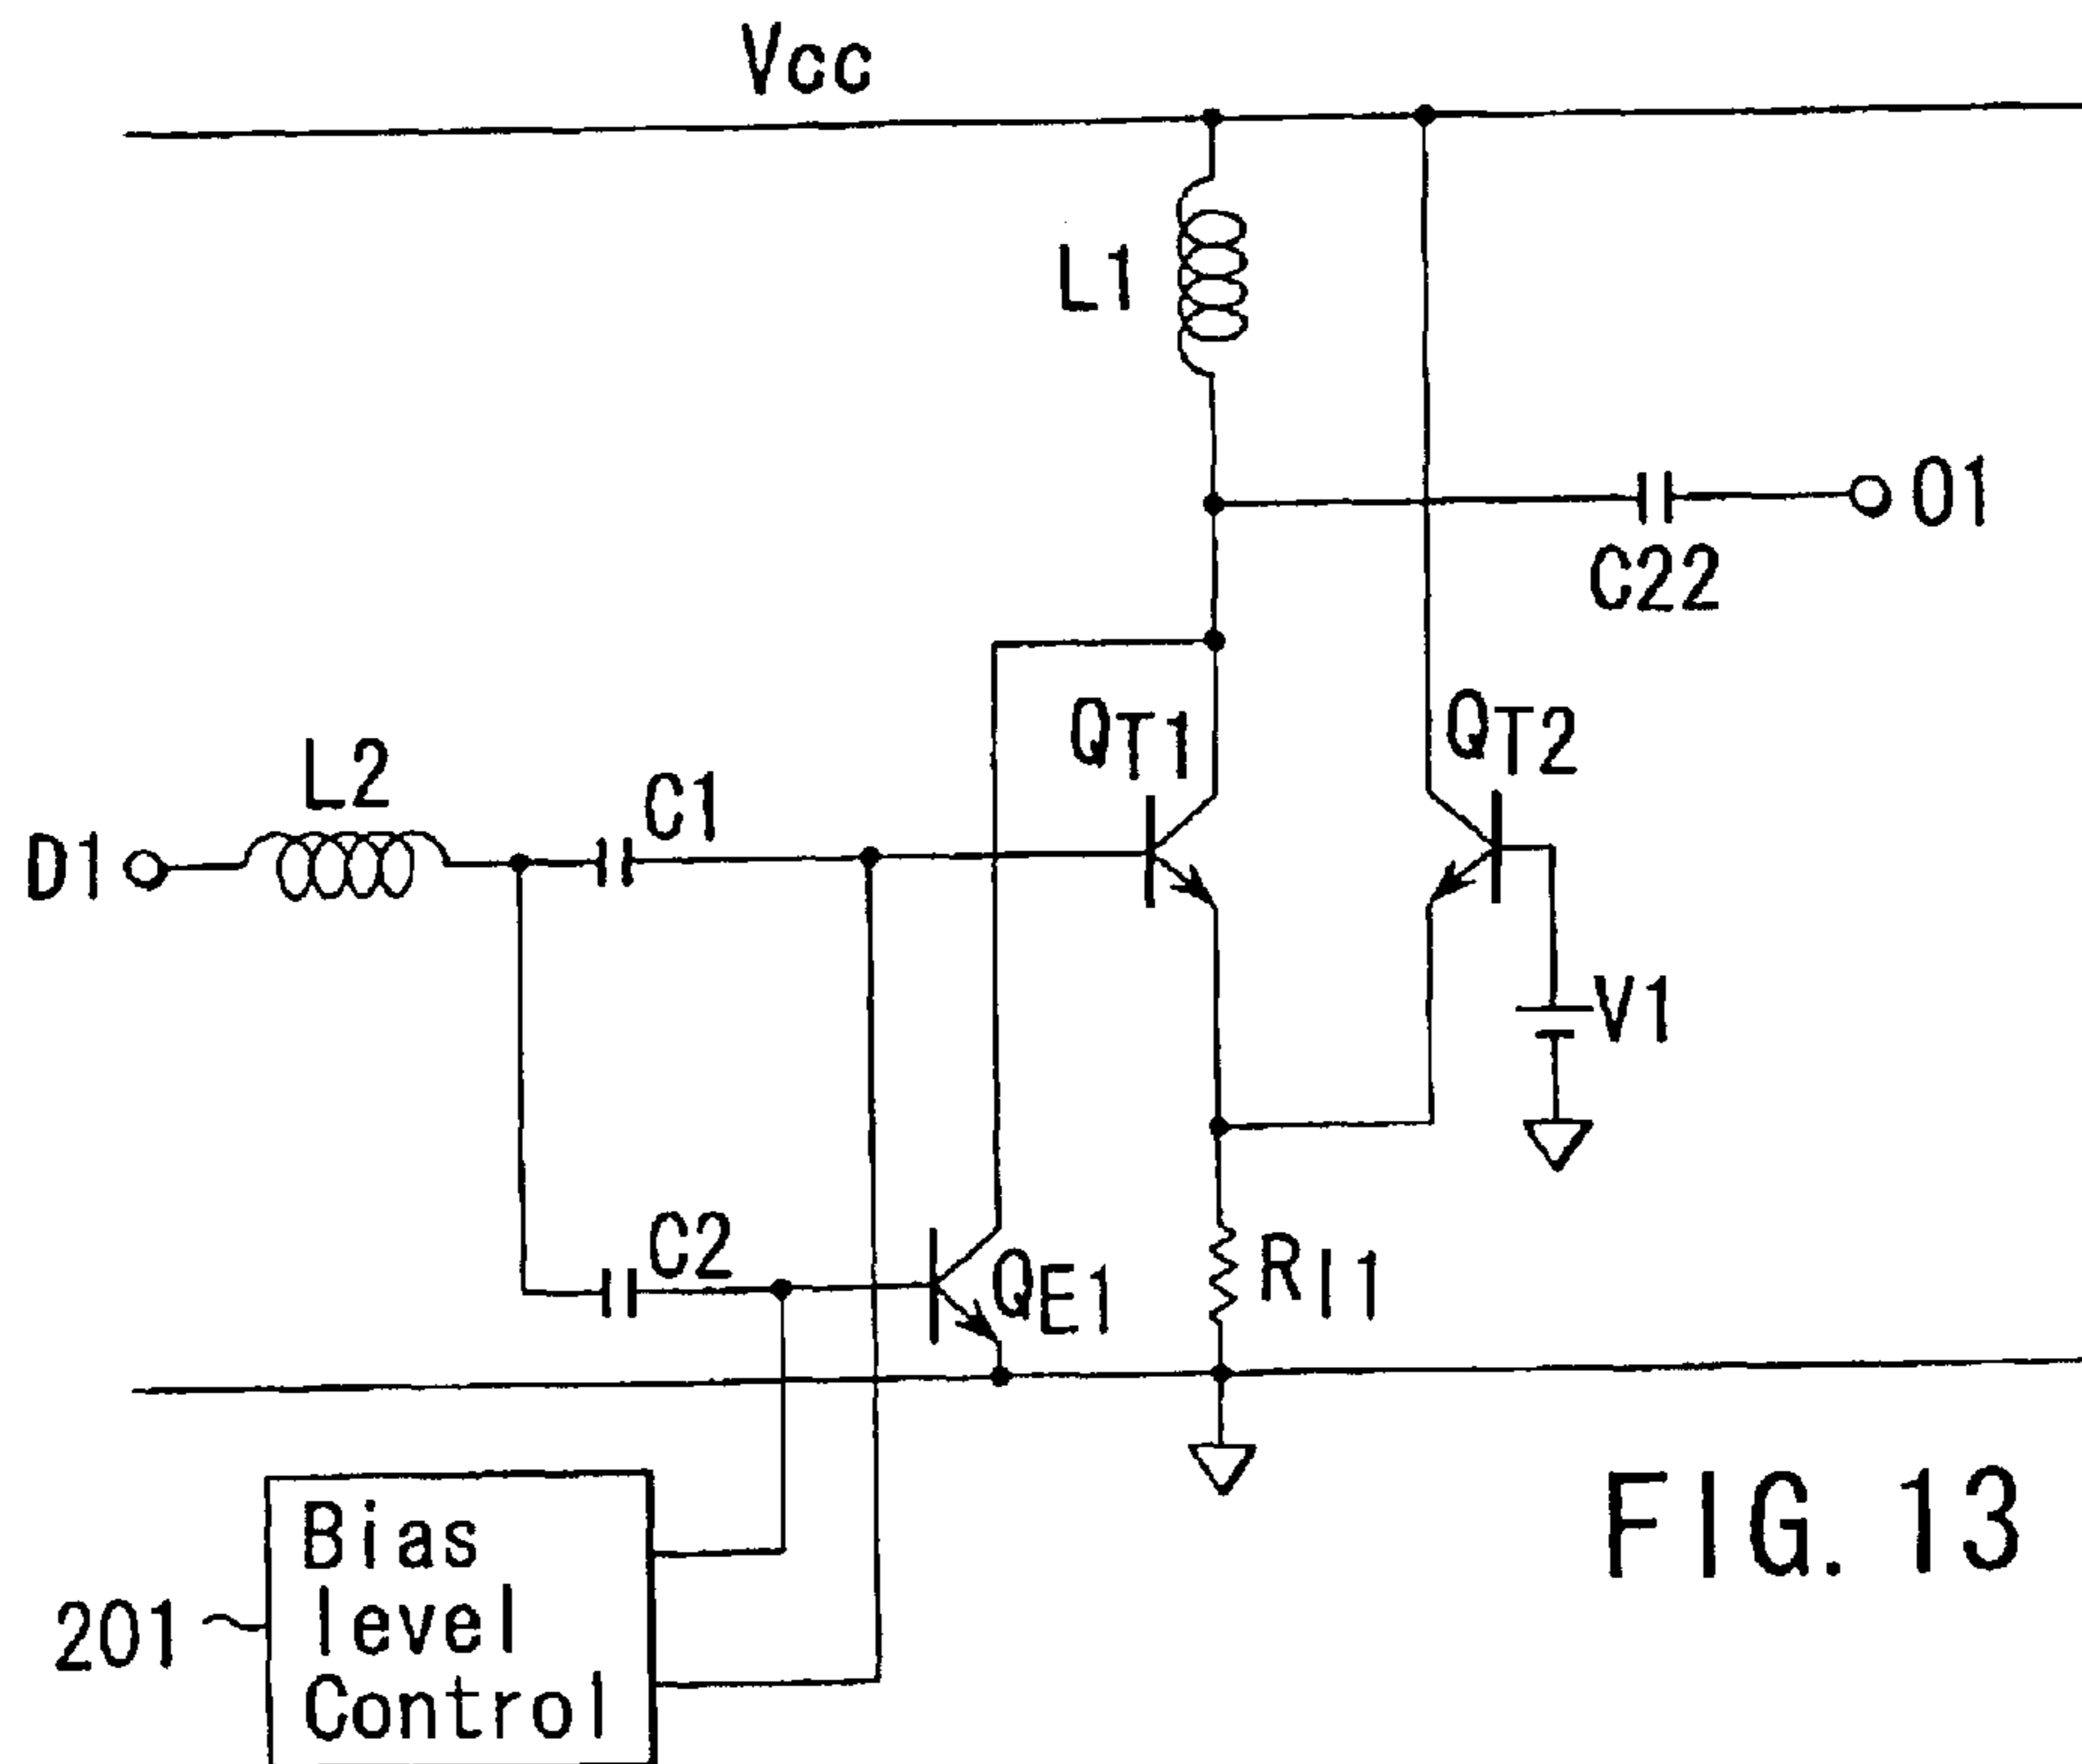 Vcc
L1
O1
C22
QT1
QT2
L2
C1
D1
V1
C2
QE1
RI1
Bias
level
Control
201
FIG. 13